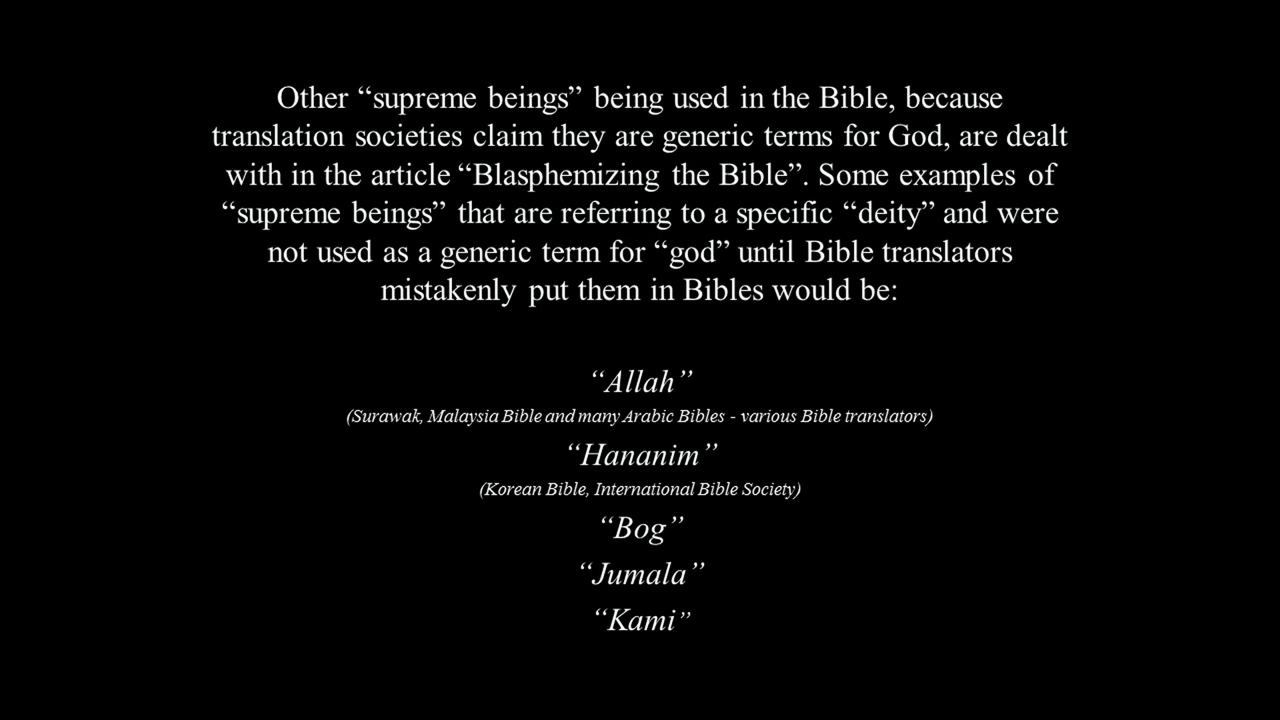 Other “supreme beings” being used in the Bible, because
translation societies claim they are generic terms for God, are dealt
with in the article “Blasphemizing the Bible”. Some examples of
“supreme beings” that are referring to a specific “deity” and were
not used as a generic term for “god” until Bible translators
mistakenly put them in Bibles would be:
“Allah”
(Surawak, Malaysia Bible and many Arabic Bibles - various Bible translators)
“Hananim”
(Korean Bible, International Bible Society)
“Bog”
“Jumala”
“Kami”